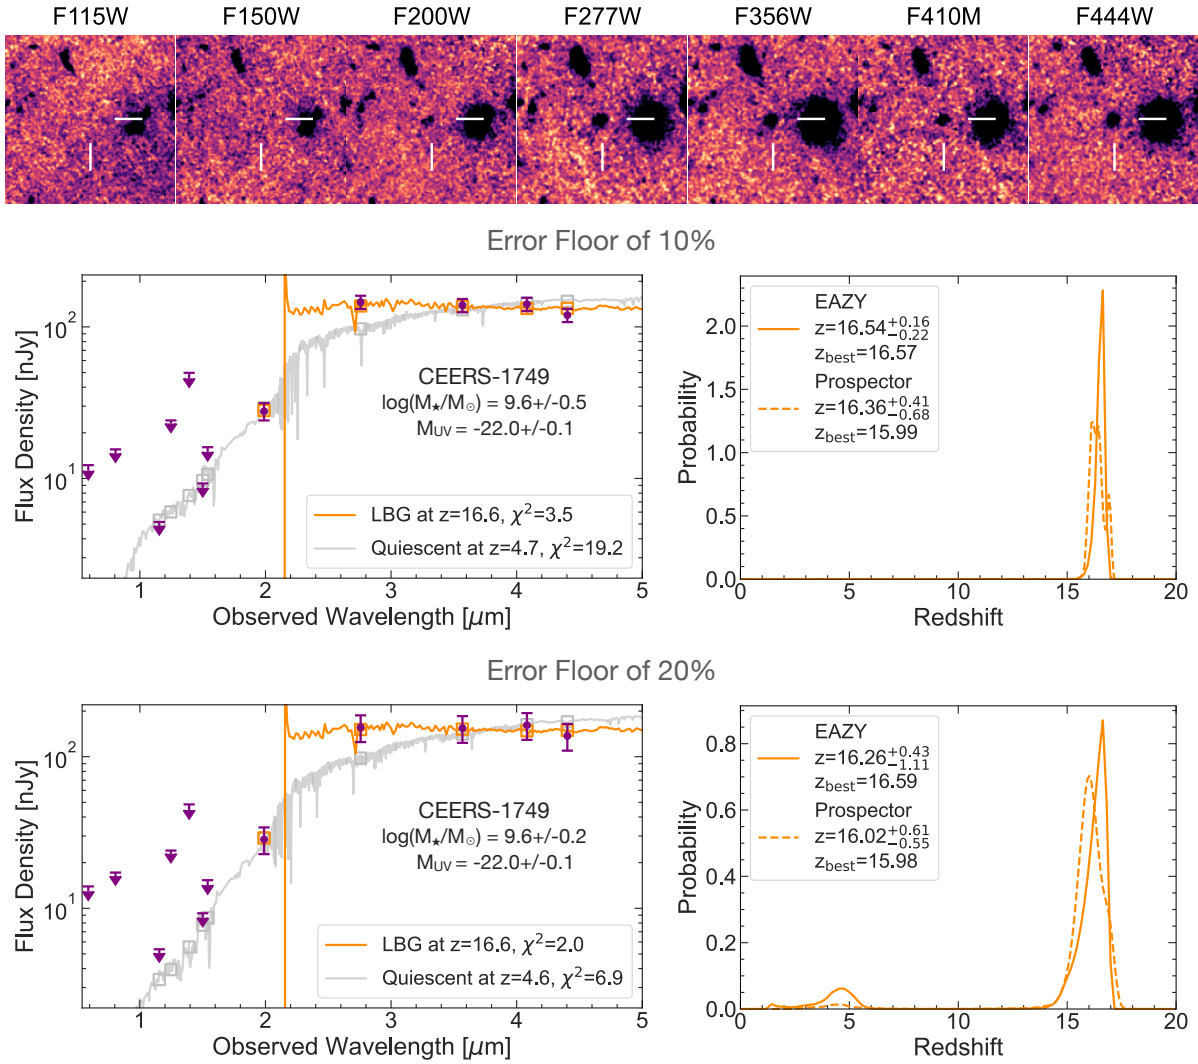 F115W F150W F200W F277W F356W F410M F444W
Error Floor of 10%
Flux Density [nJy]
10²
10¹
CEERS-1749
log(M★/M☉) = 9.6+/-0.5
M_UV = -22.0+/-0.1
LBG at z=16.6, χ²=3.5
Quiescent at z=4.7, χ²=19.2
1 2 3 4 5
Observed Wavelength [μm]
Probability
2.0
1.5
1.0
0.5
0.0
EAZY
z=16.54^{+0.16}_{-0.22}
z_best=16.57
Prospector
z=16.36^{+0.41}_{-0.68}
z_best=15.99
0 5 10 15 20
Redshift
Error Floor of 20%
Flux Density [nJy]
10²
10¹
CEERS-1749
log(M★/M☉) = 9.6+/-0.2
M_UV = -22.0+/-0.1
LBG at z=16.6, χ²=2.0
Quiescent at z=4.6, χ²=6.9
1 2 3 4 5
Observed Wavelength [μm]
Probability
0.8
0.6
0.4
0.2
0.0
EAZY
z=16.26^{+0.43}_{-1.11}
z_best=16.59
Prospector
z=16.02^{+0.61}_{-0.55}
z_best=15.98
0 5 10 15 20
Redshift